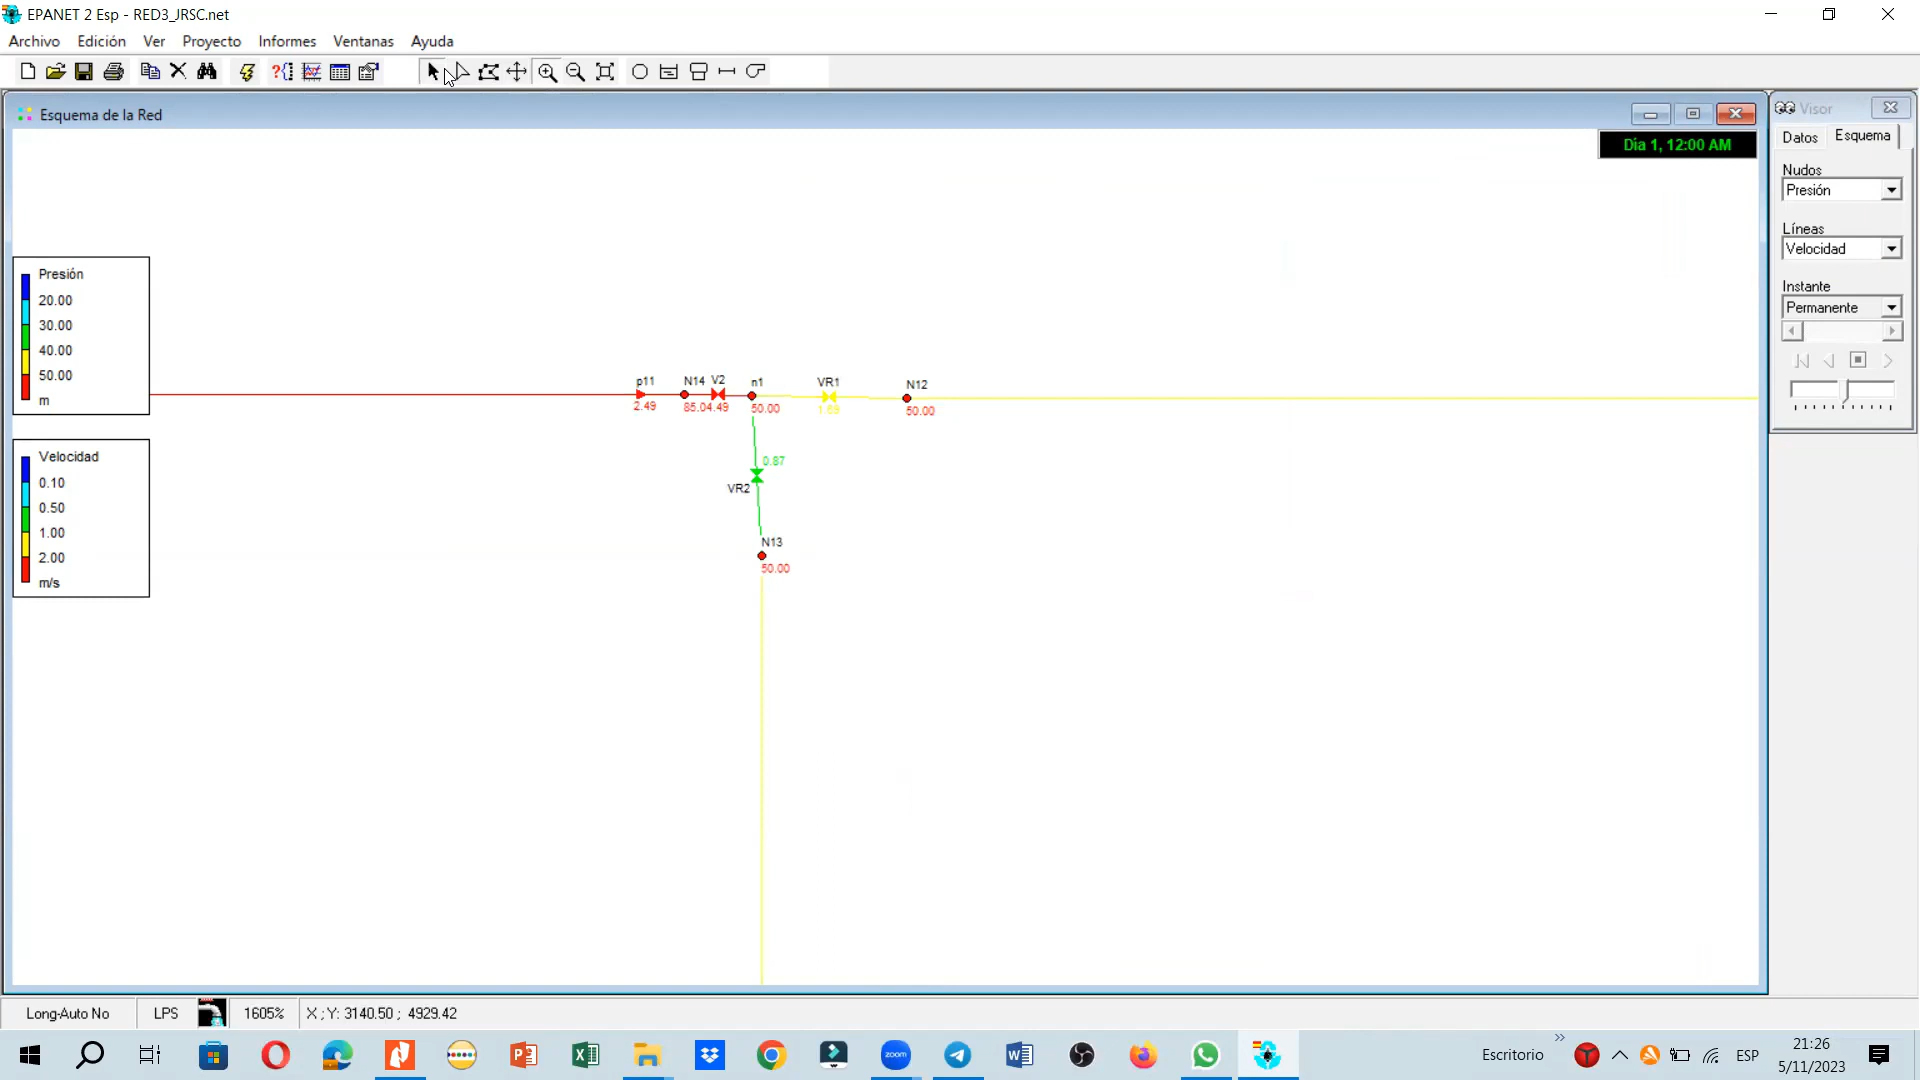 EPANET 2 Esp - RED3_JRSC.net
Archivo Edición Ver Proyecto Informes Ventanas Ayuda
Esquema de la Red
Visor
Día 1, 12:00 AM
Datos Esquema
Nudos
Presión
Líneas
Velocidad
Instante
Permanente
Presión
20.00
30.00
40.00
50.00
m
Velocidad
0.10
0.50
1.00
2.00
m/s
p11 N14 V2 n1 VR1 N12
2.49 85.04.49 50.00 1.69 50.00
0.87
VR2
N13
50.00
Long-Auto No LPS 1605% X ; Y: 3140.50 ; 4929.42
zoom
Escritorio
ESP
21:26
5/11/2023